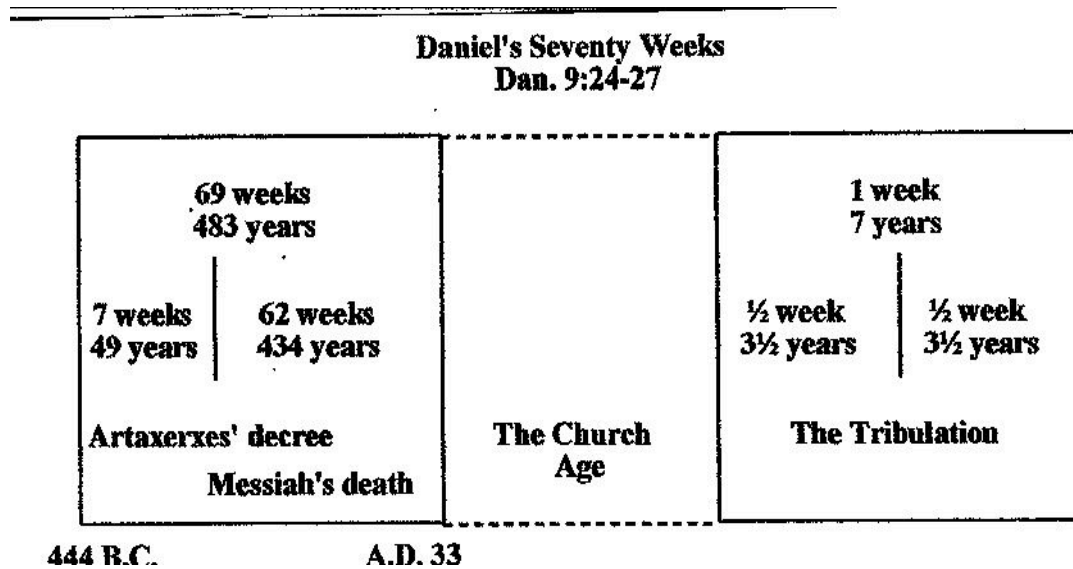 Daniel's Seventy Weeks
Dan. 9:24-27
69 weeks
483 years
7 weeks
49 years
62 weeks
434 years
Artaxerxes' decree
Messiah's death
The Church
Age
1 week
7 years
½ week
3½ years
½ week
3½ years
The Tribulation
444 B.C.
A.D. 33